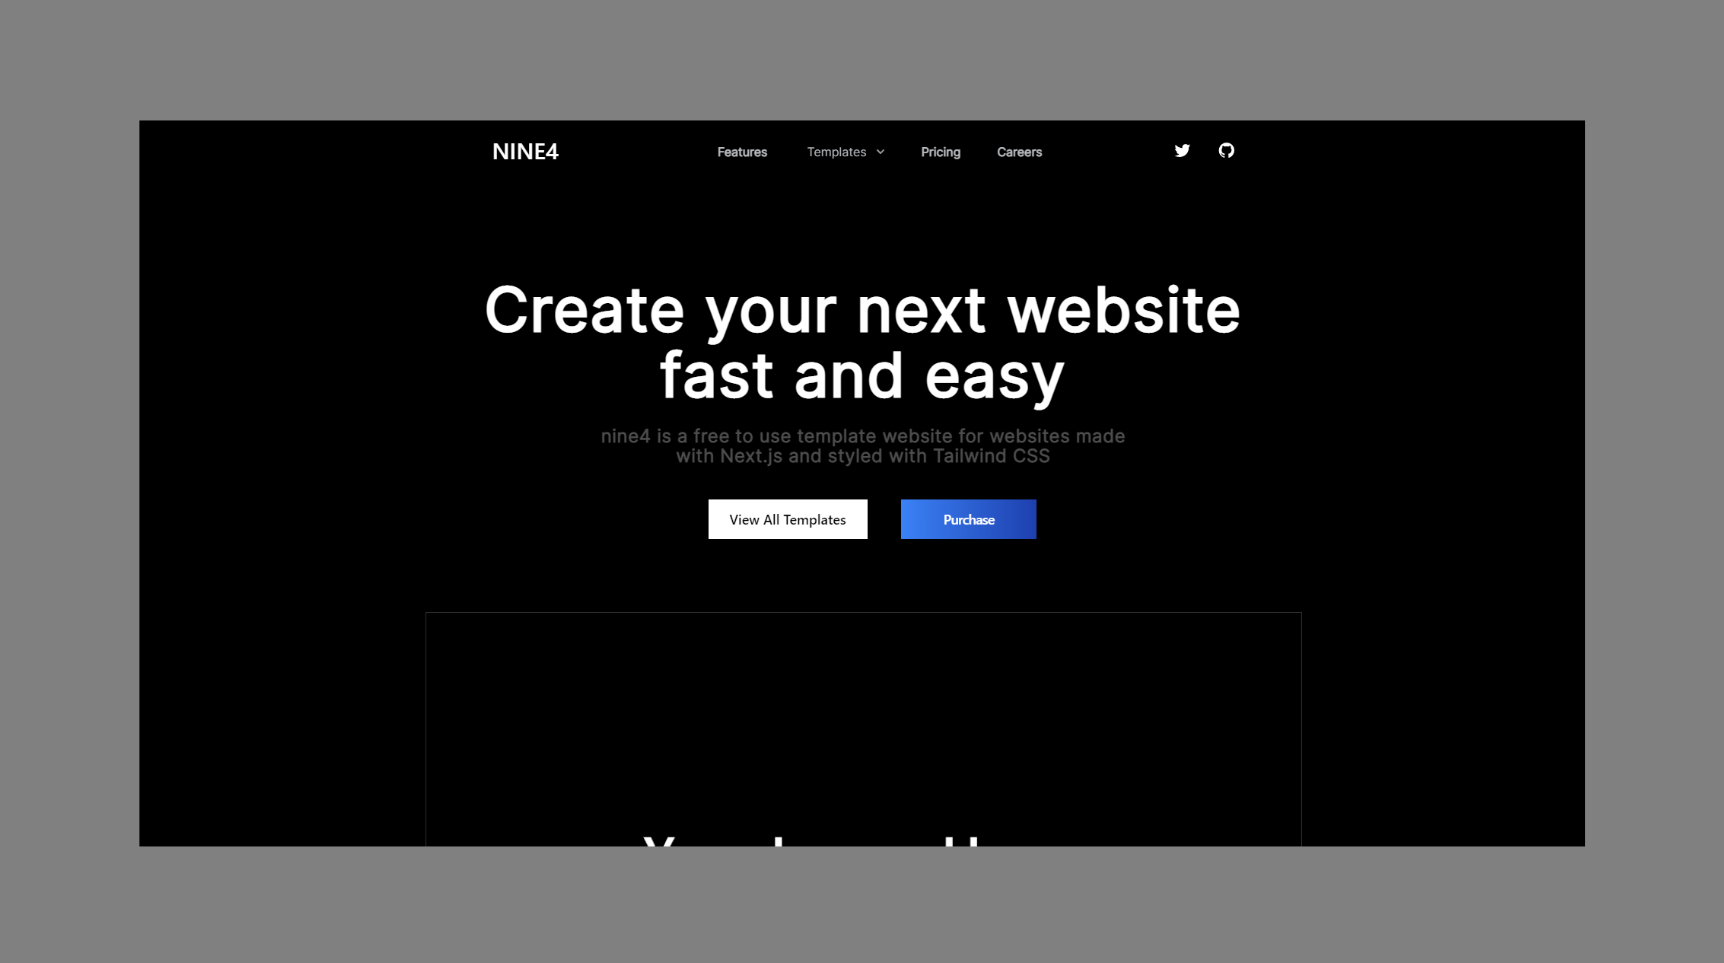 NINE4
Features
Templates
Pricing
Careers
Create your next website
fast and easy
nine4 is a free to use template website for websites made
with Next.js and styled with Tailwind CSS
View All Templates
Purchase